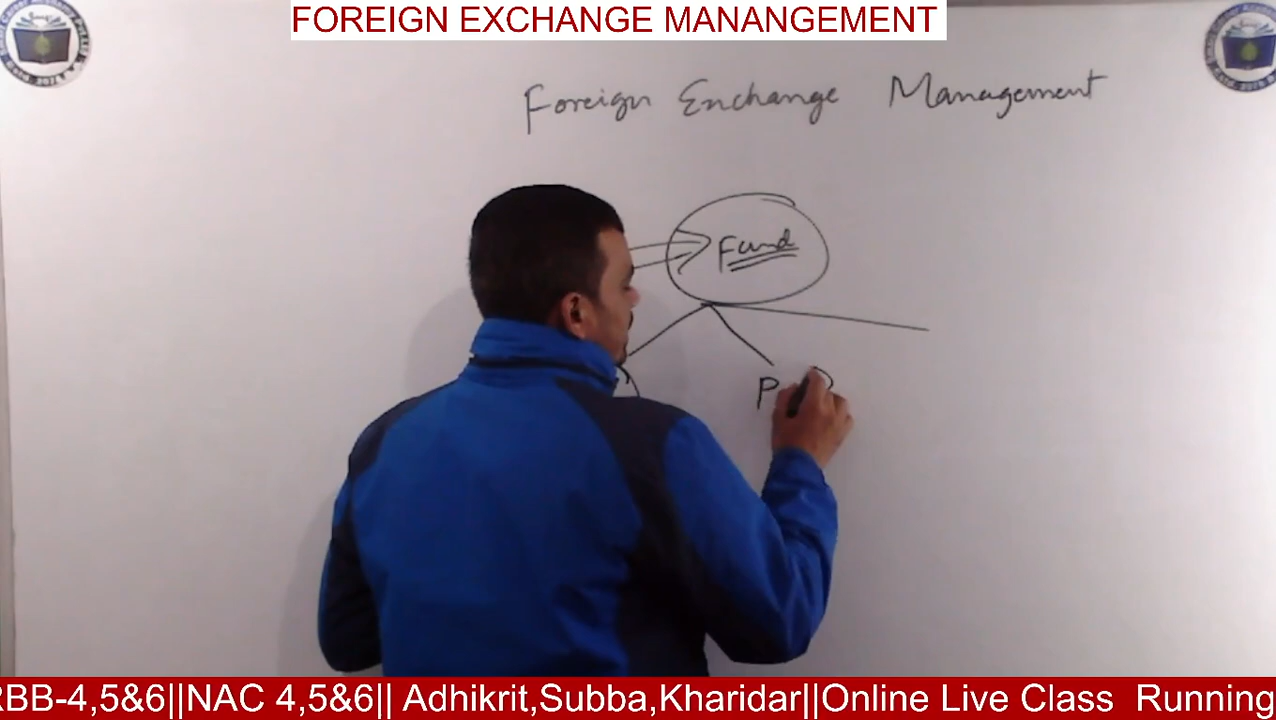 FOREIGN EXCHANGE MANANGEMENT
Foreign Exchange Management
Fund
P
RBB-4,5&6||NAC 4,5&6|| Adhikrit,Subba,Kharidar||Online Live Class Running